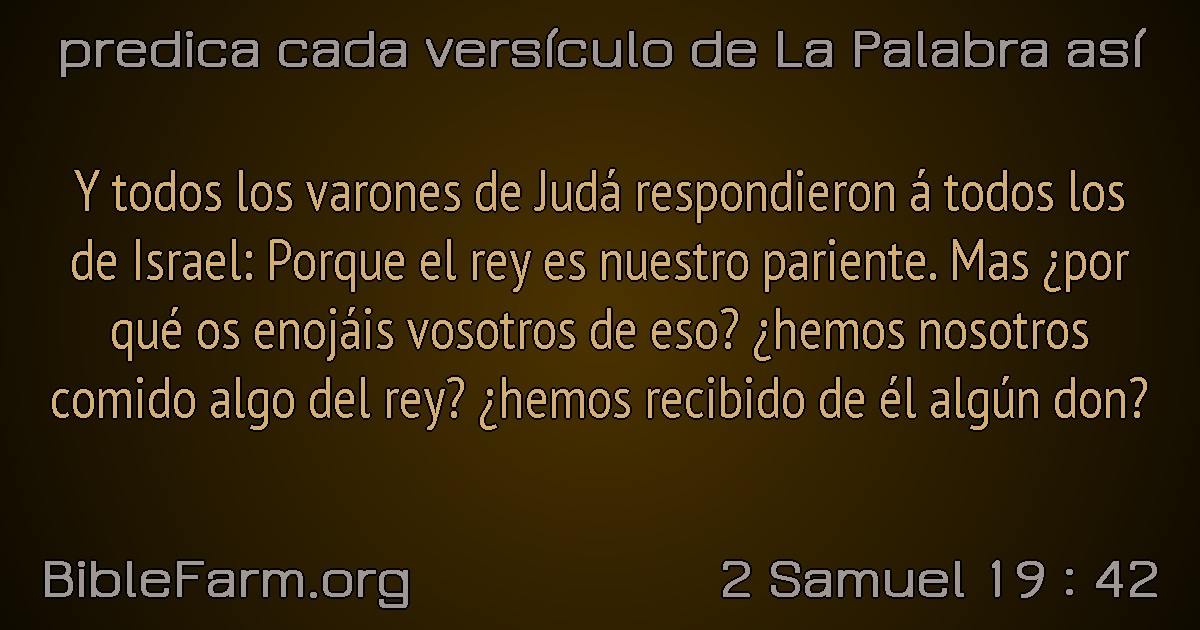 predica cada versículo de La Palabra así
Y todos los varones de Judá respondieron á todos los
de Israel: Porque el rey es nuestro pariente. Mas ¿por
qué os enojáis vosotros de eso? ¿hemos nosotros
comido algo del rey? ¿hemos recibido de él algún don?
BibleFarm.org
2 Samuel 19 : 42